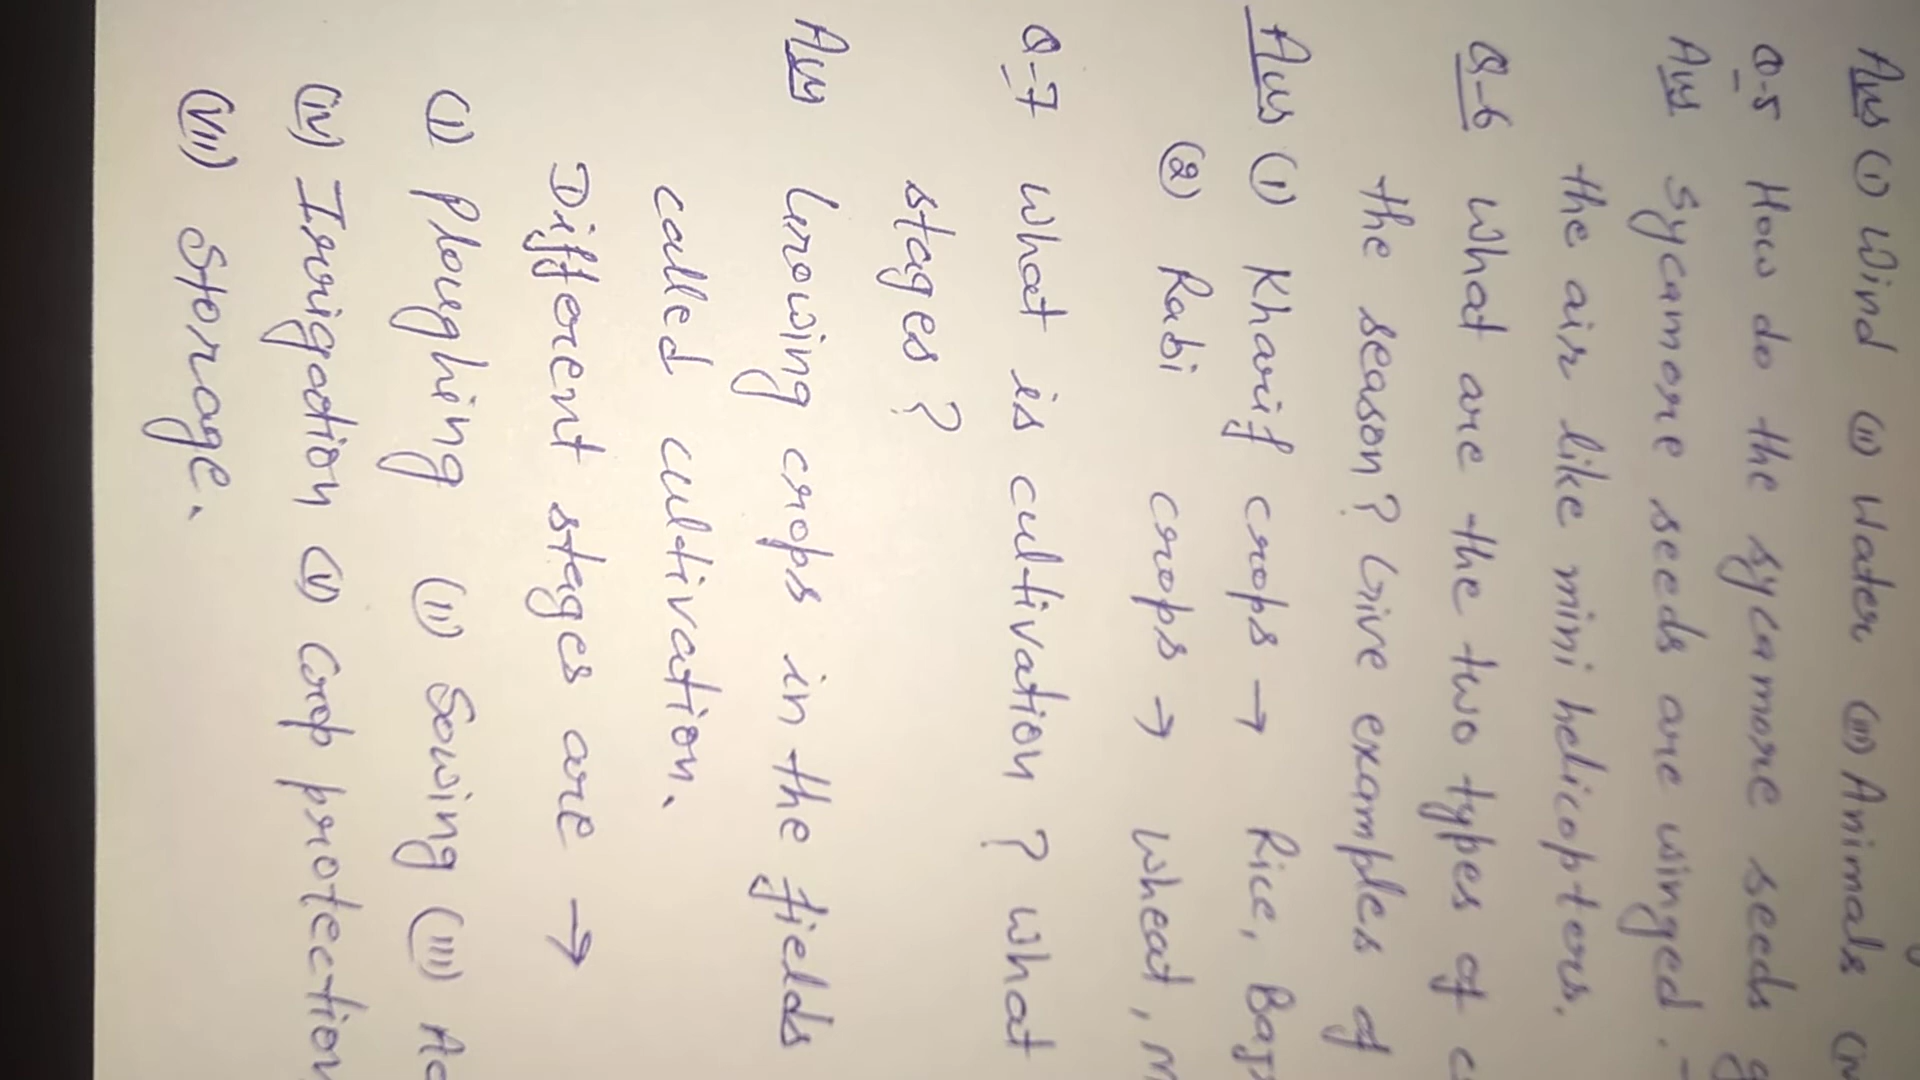 Ans (i) Wind (ii) Water (iii) Animals
Q-5 How do the sycamore seeds
Ans Sycamore seeds are winged.
the air like mini helicopters.
Q-6 What are the two types of
the season? Give examples of
Ans (1) Kharif crops → Rice,
(2) Rabi crops → Wheat,
Q-7 What is cultivation? What
stages?
Ans Growing crops in the fields
called cultivation.
Different stages are →
(i) Ploughing (ii) Sowing (iii)
(iv) Irrigation (v) Crop protection
(vii) Storage.